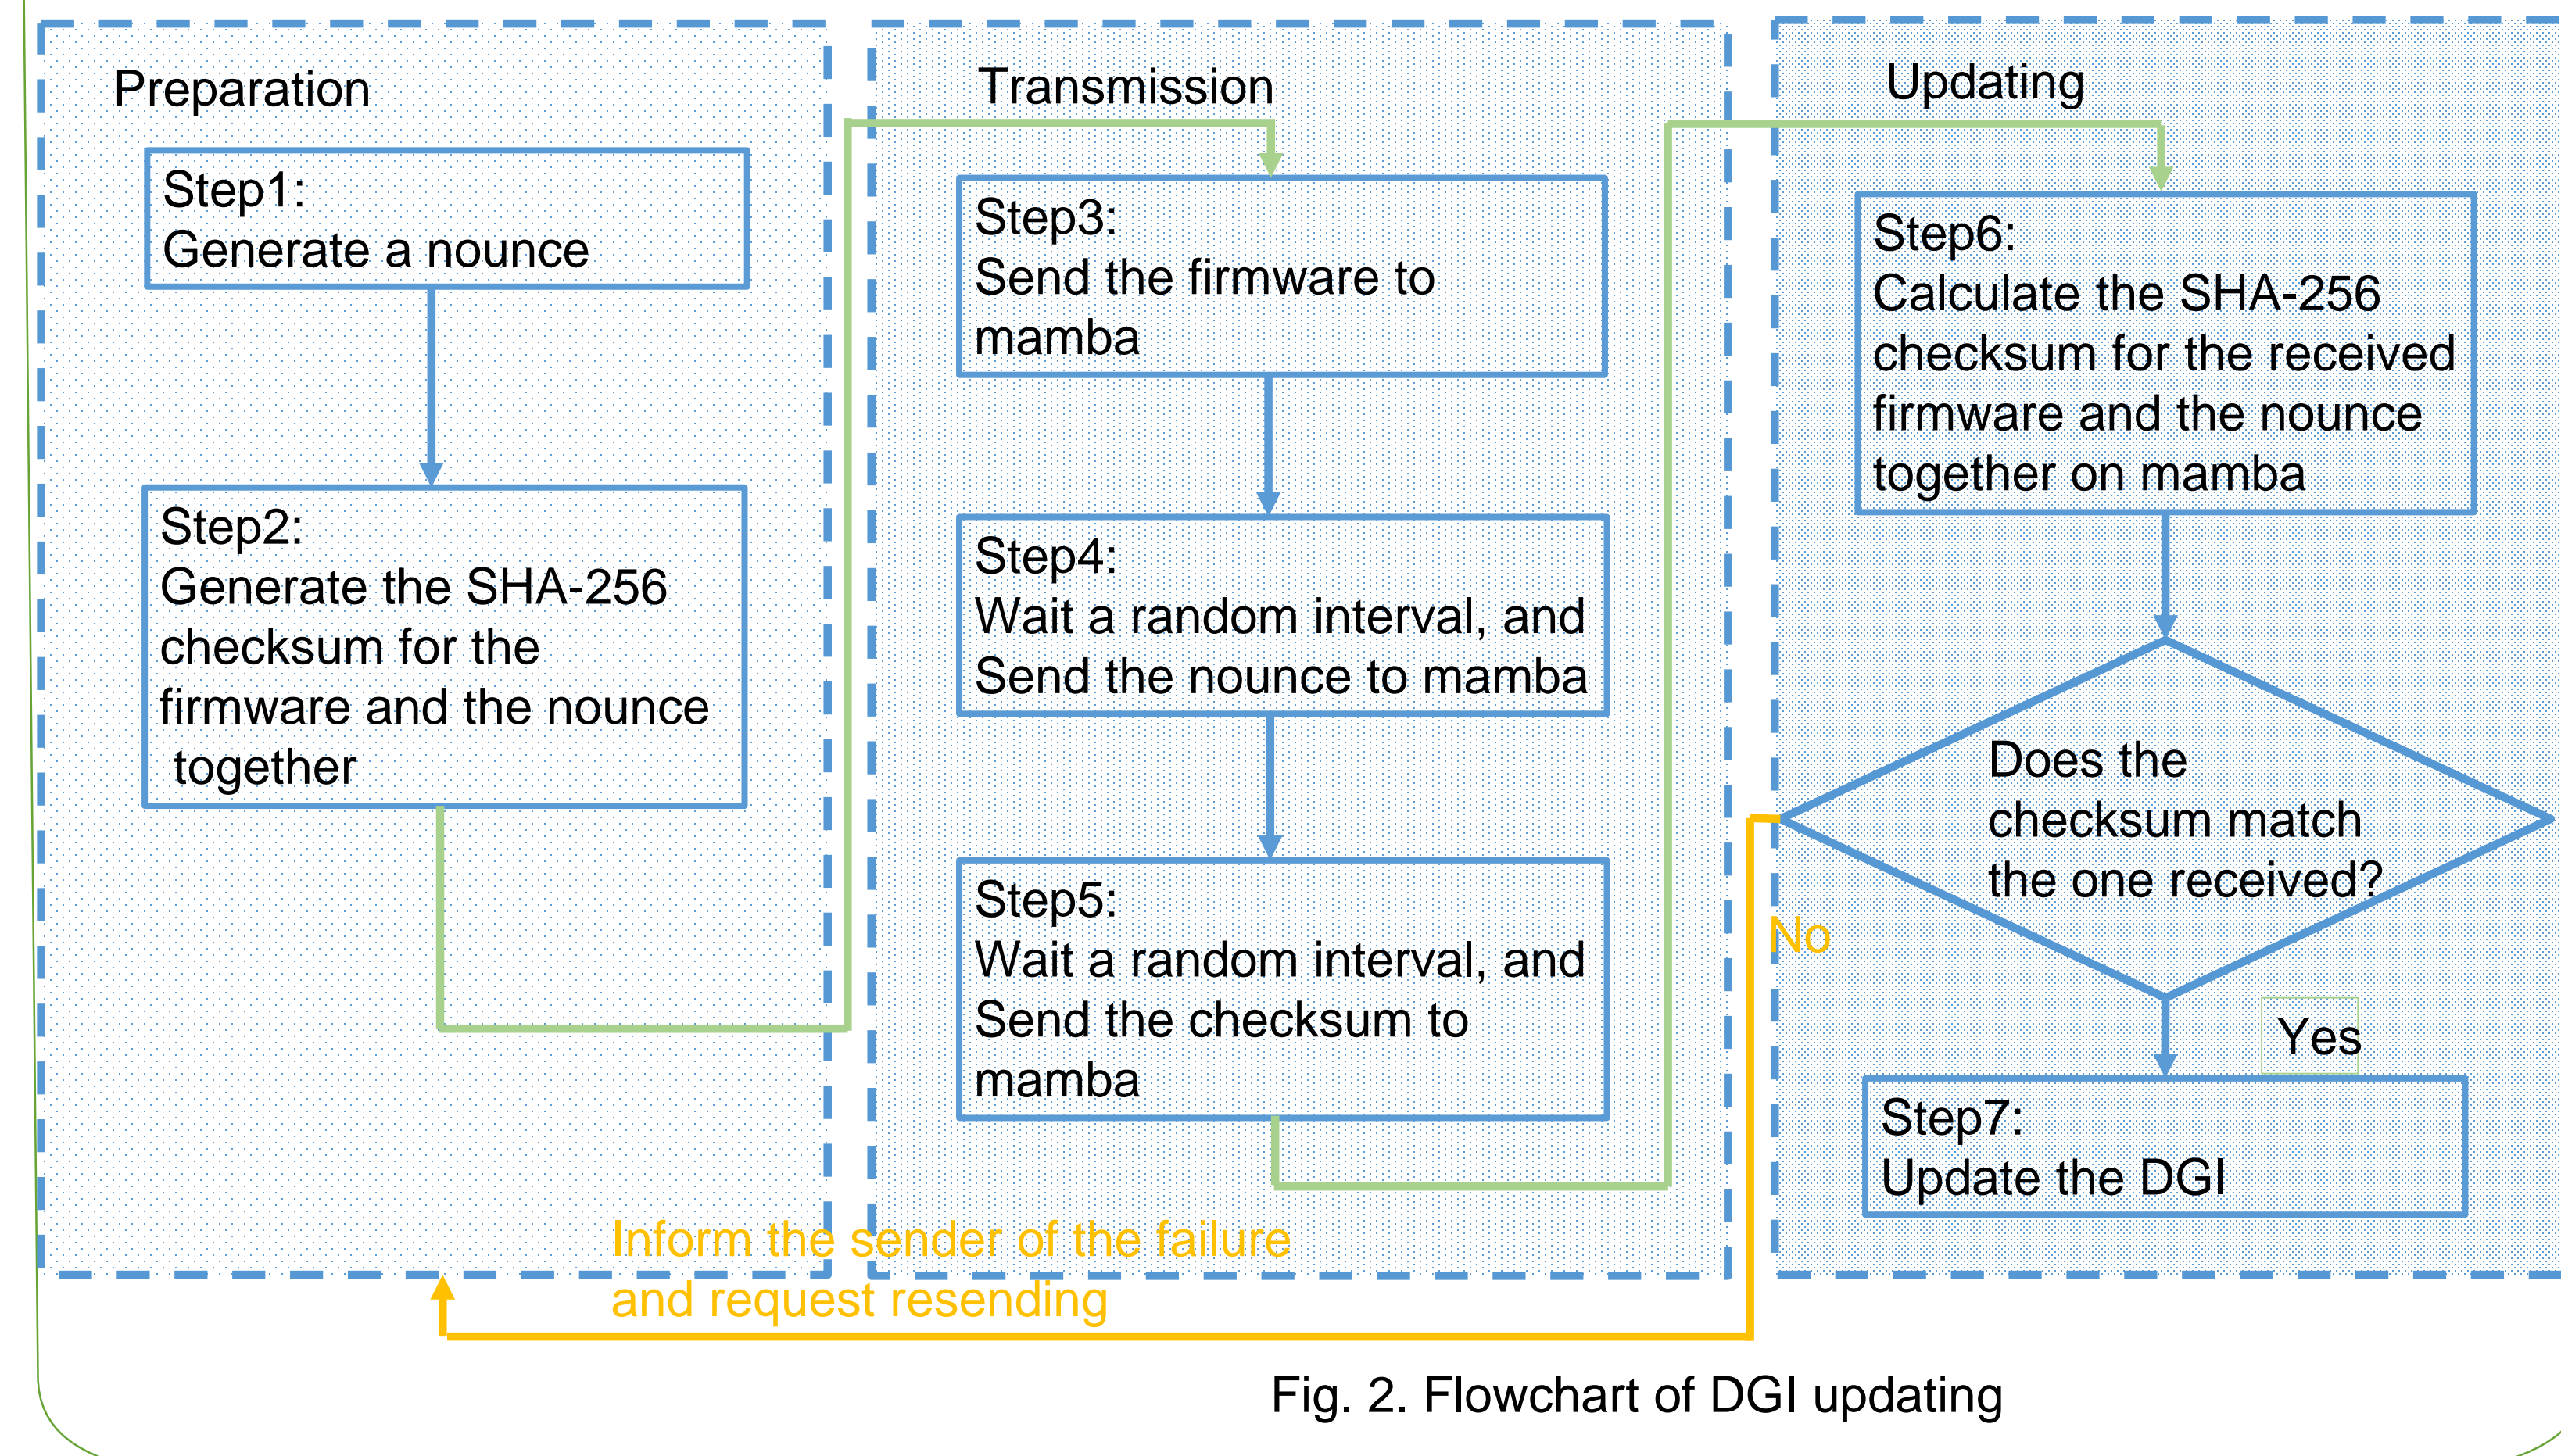 Preparation
Step1:
Generate a nounce
Step2:
Generate the SHA-256
checksum for the
firmware and the nounce
together
Transmission
Step3:
Send the firmware to
mamba
Step4:
Wait a random interval, and
Send the nounce to mamba
Step5:
Wait a random interval, and
Send the checksum to
mamba
Updating
Step6:
Calculate the SHA-256
checksum for the received
firmware and the nounce
together on mamba
Does the
checksum match
the one received?
No
Yes
Step7:
Update the DGI
Inform the sender of the failure
and request resending
Fig. 2. Flowchart of DGI updating